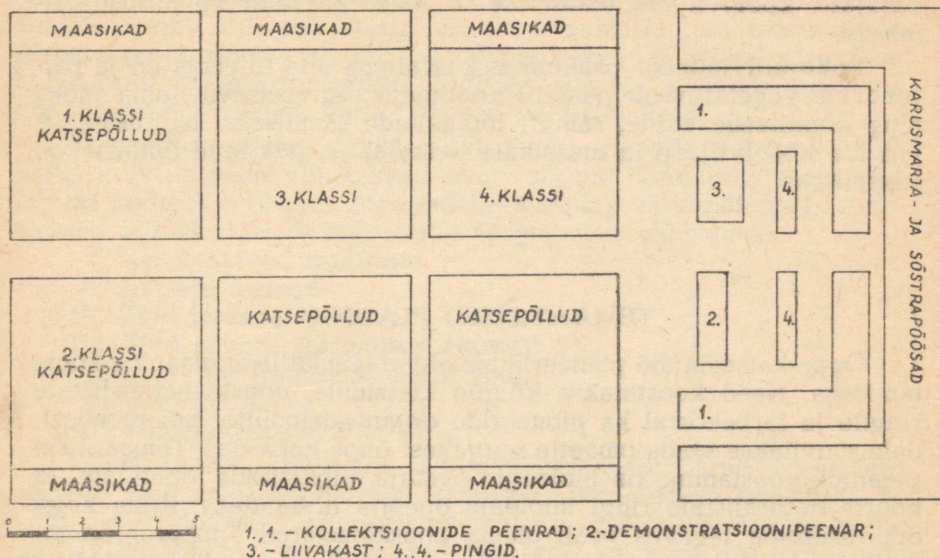 MAASIKAD
MAASIKAD
MAASIKAD
1. KLASSI
KATSEPÕLLUD
3. KLASSI
4. KLASSI
1.
3.
4.
KARUSMARJA- JA SÕSTRAPÕÕSAD
2. KLASSI
KATSEPÕLLUD
KATSEPÕLLUD
KATSEPÕLLUD
2.
4.
1.
MAASIKAD
MAASIKAD
MAASIKAD
0 1 2 3 4 5
1.,1. – KOLLEKTSIOONIDE PEENRAD; 2.-DEMONSTRATSIOONIPEENAR;
3. – LIIVAKAST; 4.,4. – PINGID.